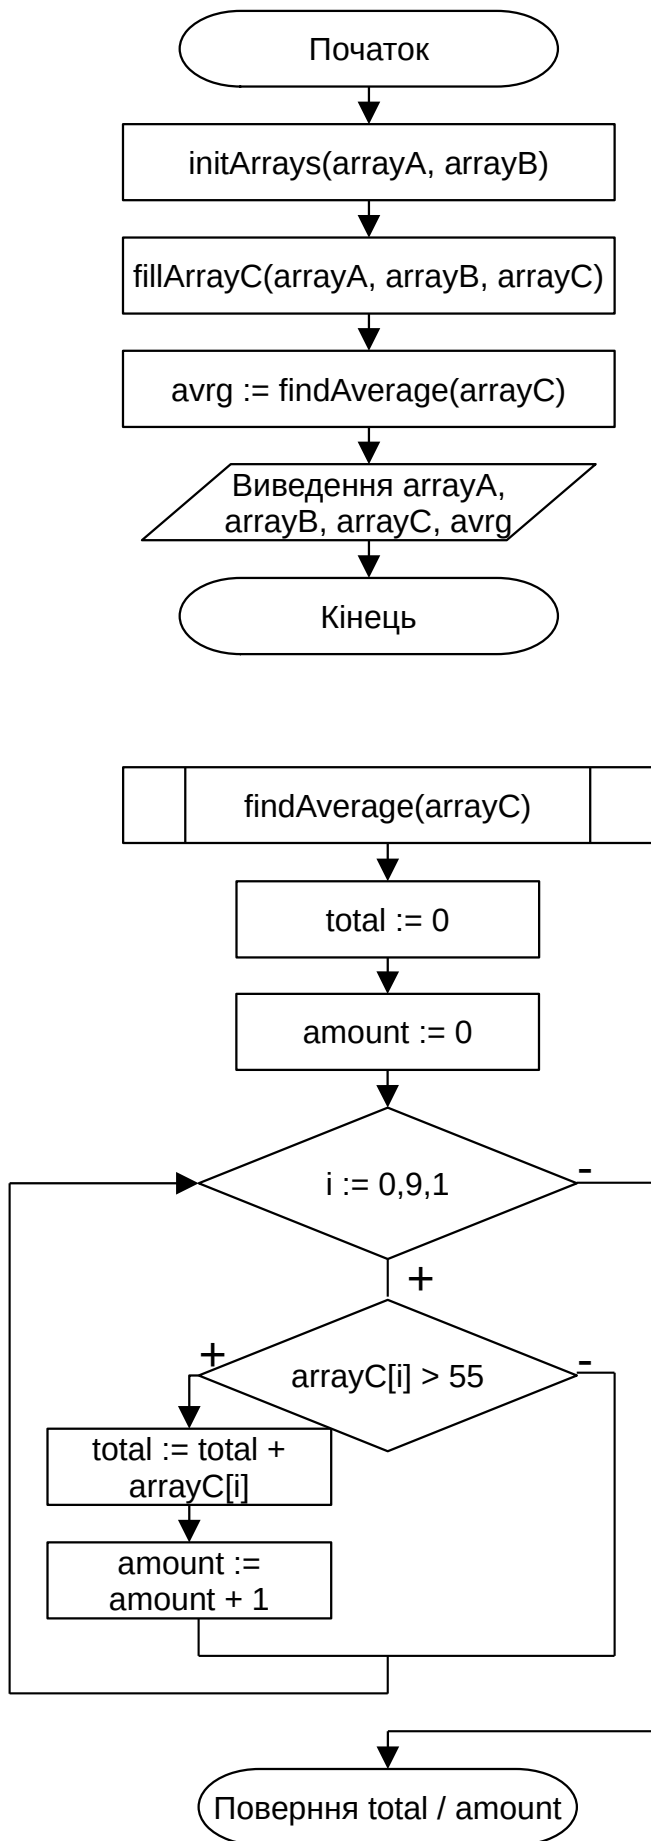 Початок
initArrays(arrayA, arrayB)
fillArrayC(arrayA, arrayB, arrayC)
avrg := findAverage(arrayC)
Виведення arrayA,
arrayB, arrayC, avrg
Кінець
findAverage(arrayC)
total := 0
amount := 0
i := 0,9,1
-
+
+
arrayC[i] > 55
-
total := total +
arrayC[i]
amount :=
amount + 1
Поверння total / amount